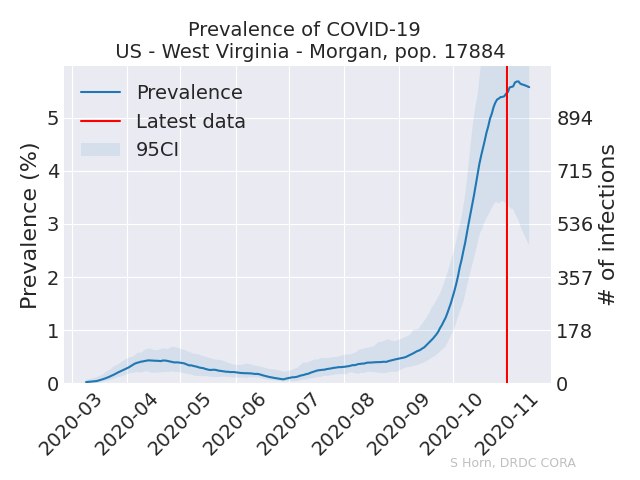 Prevalence of COVID-19
US - West Virginia - Morgan, pop. 17884
Prevalence
Latest data
95CI
Prevalence (%)
5
4
3
2
1
0
894
715
536
357
178
0
# of infections
2020-03
2020-04
2020-05
2020-06
2020-07
2020-08
2020-09
2020-10
2020-11
S Horn, DRDC CORA